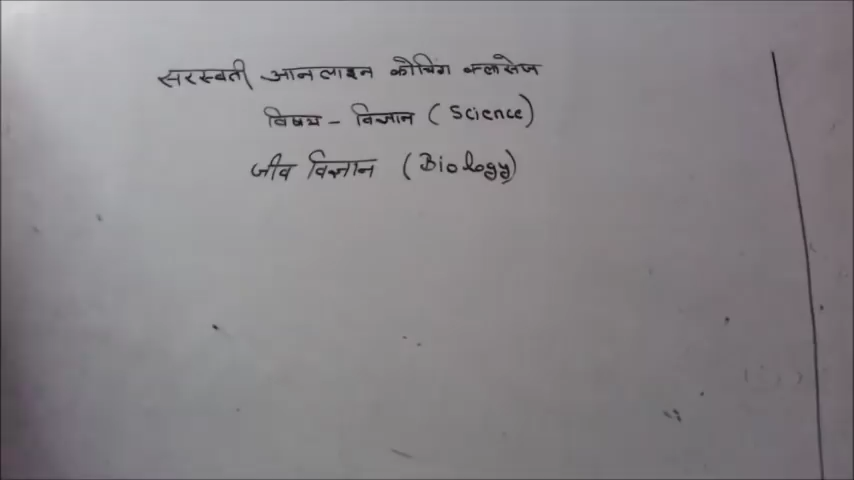 सरस्वती आनलाइन कोचिंग क्लासेज
विषय - विज्ञान ( Science)
जीव विज्ञान ( Biology)